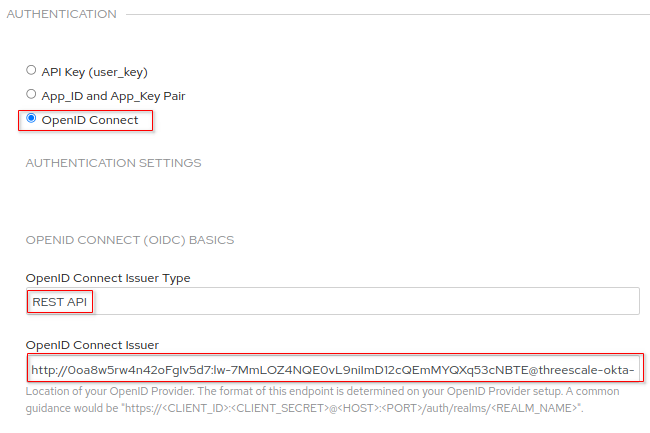 AUTHENTICATION
API Key (user_key)
App_ID and App_Key Pair
OpenID Connect
AUTHENTICATION SETTINGS
OPENID CONNECT (OIDC) BASICS
OpenID Connect Issuer Type
REST API
OpenID Connect Issuer
http://0oa8w5rw4n42oFgIv5d7:lw-7MmLOZ4NQE0vL9niImD12cQEmMYQXq53cNBTE@threescale-okta-
Location of your OpenID Provider. The format of this endpoint is determined on your OpenID Provider setup. A common
guidance would be "https://<CLIENT_ID>:<CLIENT_SECRET>@<HOST>:<PORT>/auth/realms/<REALM_NAME>".